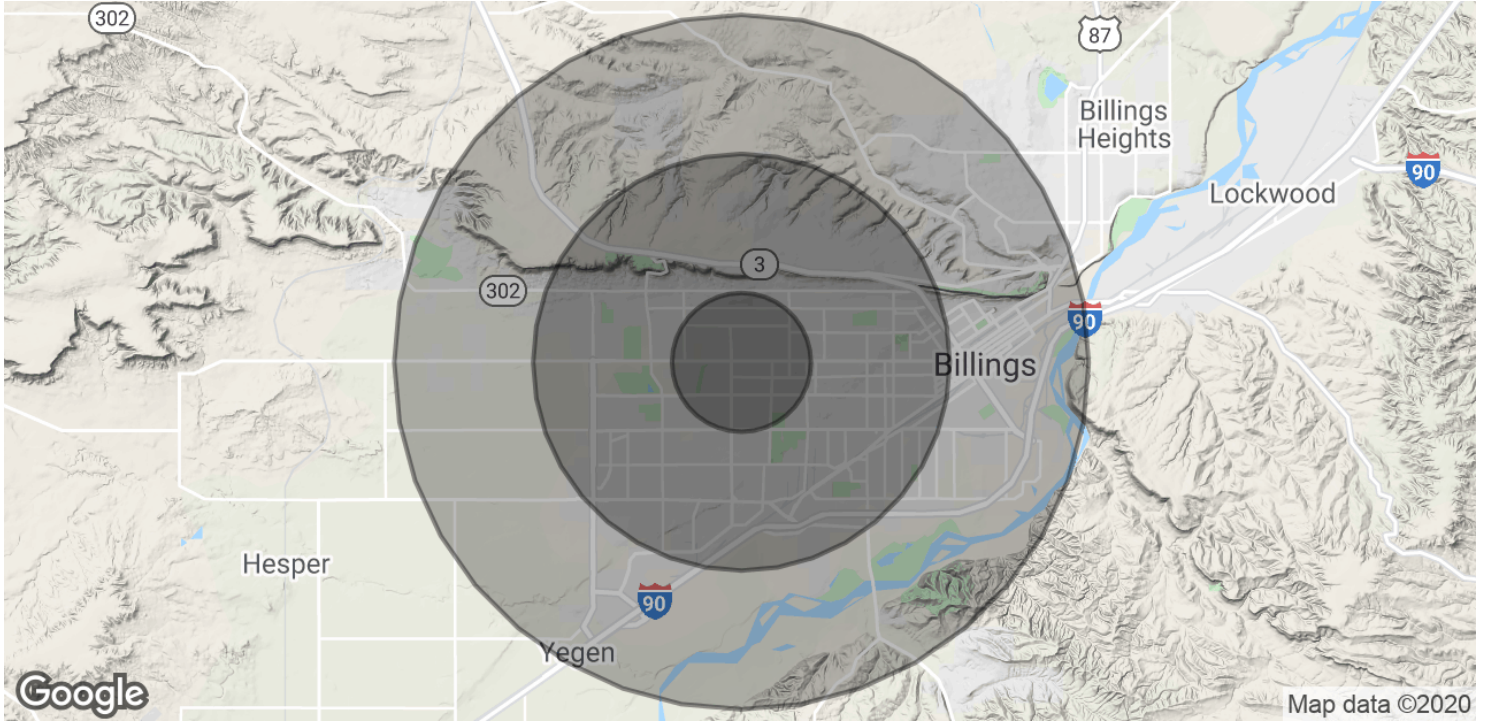 302
87
Billings
Heights
90
Lockwood
3
302
90
Billings
Hesper
90
Yegen
Google
Map data ©2020